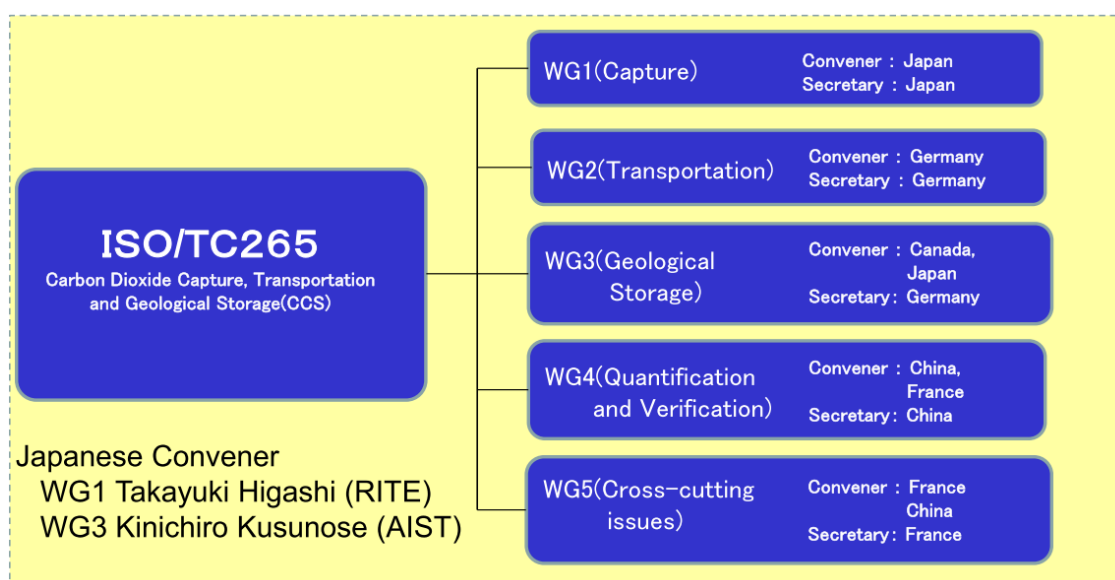 ISO/TC265
Carbon Dioxide Capture, Transportation
and Geological Storage(CCS)
WG1(Capture)
Convener : Japan
Secretary : Japan
WG2(Transportation)
Convener : Germany
Secretary : Germany
WG3(Geological
Storage)
Convener : Canada,
Japan
Secretary: Germany
WG4(Quantification
and Verification)
Convener : China,
France
Secretary: China
WG5(Cross-cutting
issues)
Convener : France
China
Secretary: France
Japanese Convener
WG1 Takayuki Higashi (RITE)
WG3 Kinichiro Kusunose (AIST)